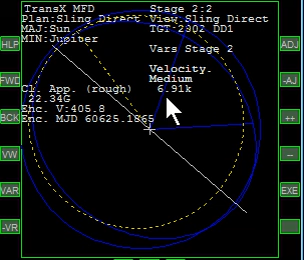 TransX MFD Stage 2:2
Plan:Sling Direct View:Sling Direct
MAJ:Sun TGT-2302 DD1
MIN:Jupiter
Vars Stage 2
Velocity.
Medium
6.91k
Cl. App. (rough)
22.34G
Enc. V:405.8
Enc. MJD 60625.1865
HLP
FWD
BCK
VW
VAR
-VR
ADJ
-AJ
++
--
EXE